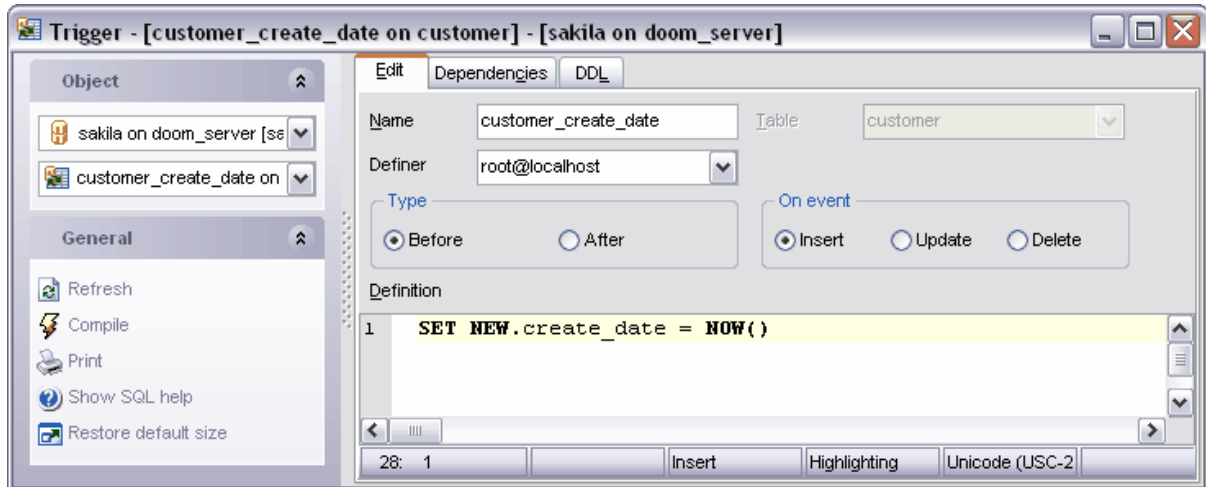 Trigger - [customer_create_date on customer] - [sakila on doom_server]
Object
sakila on doom_server [sa
customer_create_date on
General
Refresh
Compile
Print
Show SQL help
Restore default size
Edit Dependencies DDL
Name customer_create_date Table customer
Definer root@localhost
Type On event
Before After Insert Update Delete
Definition
1 SET NEW.create_date = NOW()
28: 1 Insert Highlighting Unicode (USC-2